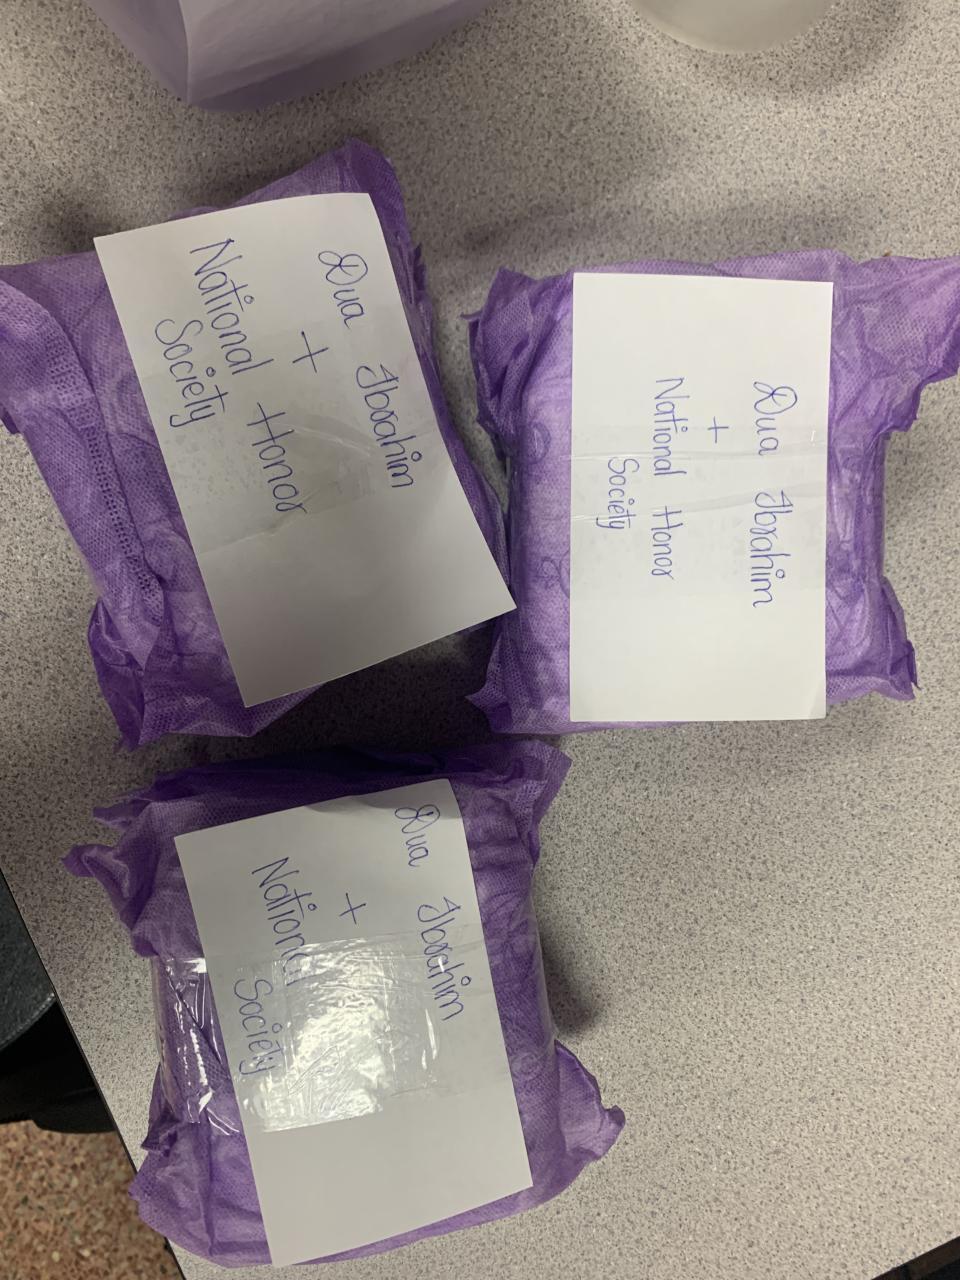 Dua Ibrahim
+
National Honor
Society
Dua Ibrahim
+
National Honor
Society
Dua Ibrahim
+
National
Society